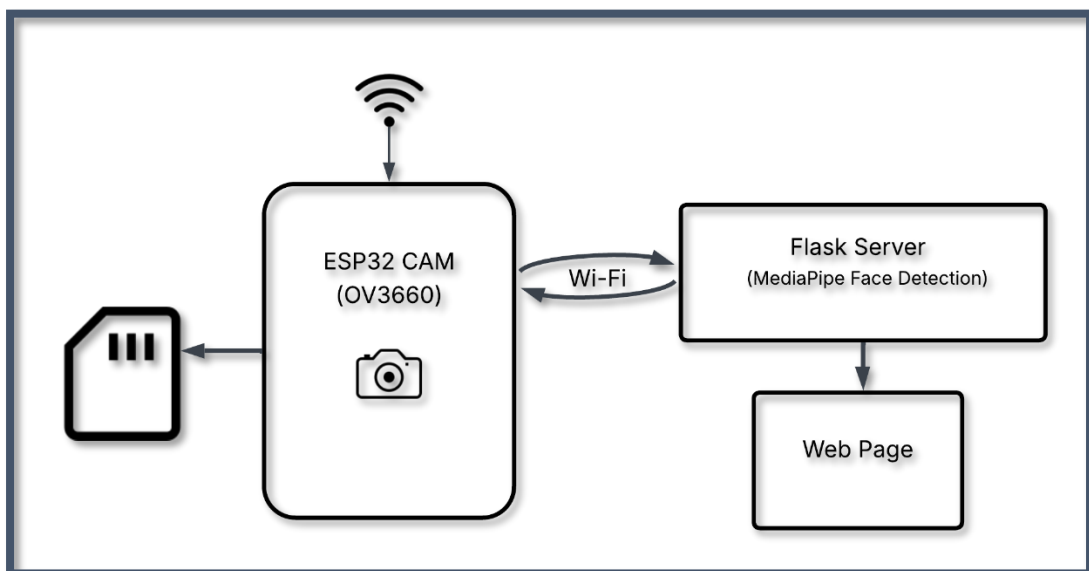 ESP32 CAM
(OV3660)
Wi-Fi
Flask Server
(MediaPipe Face Detection)
Web Page